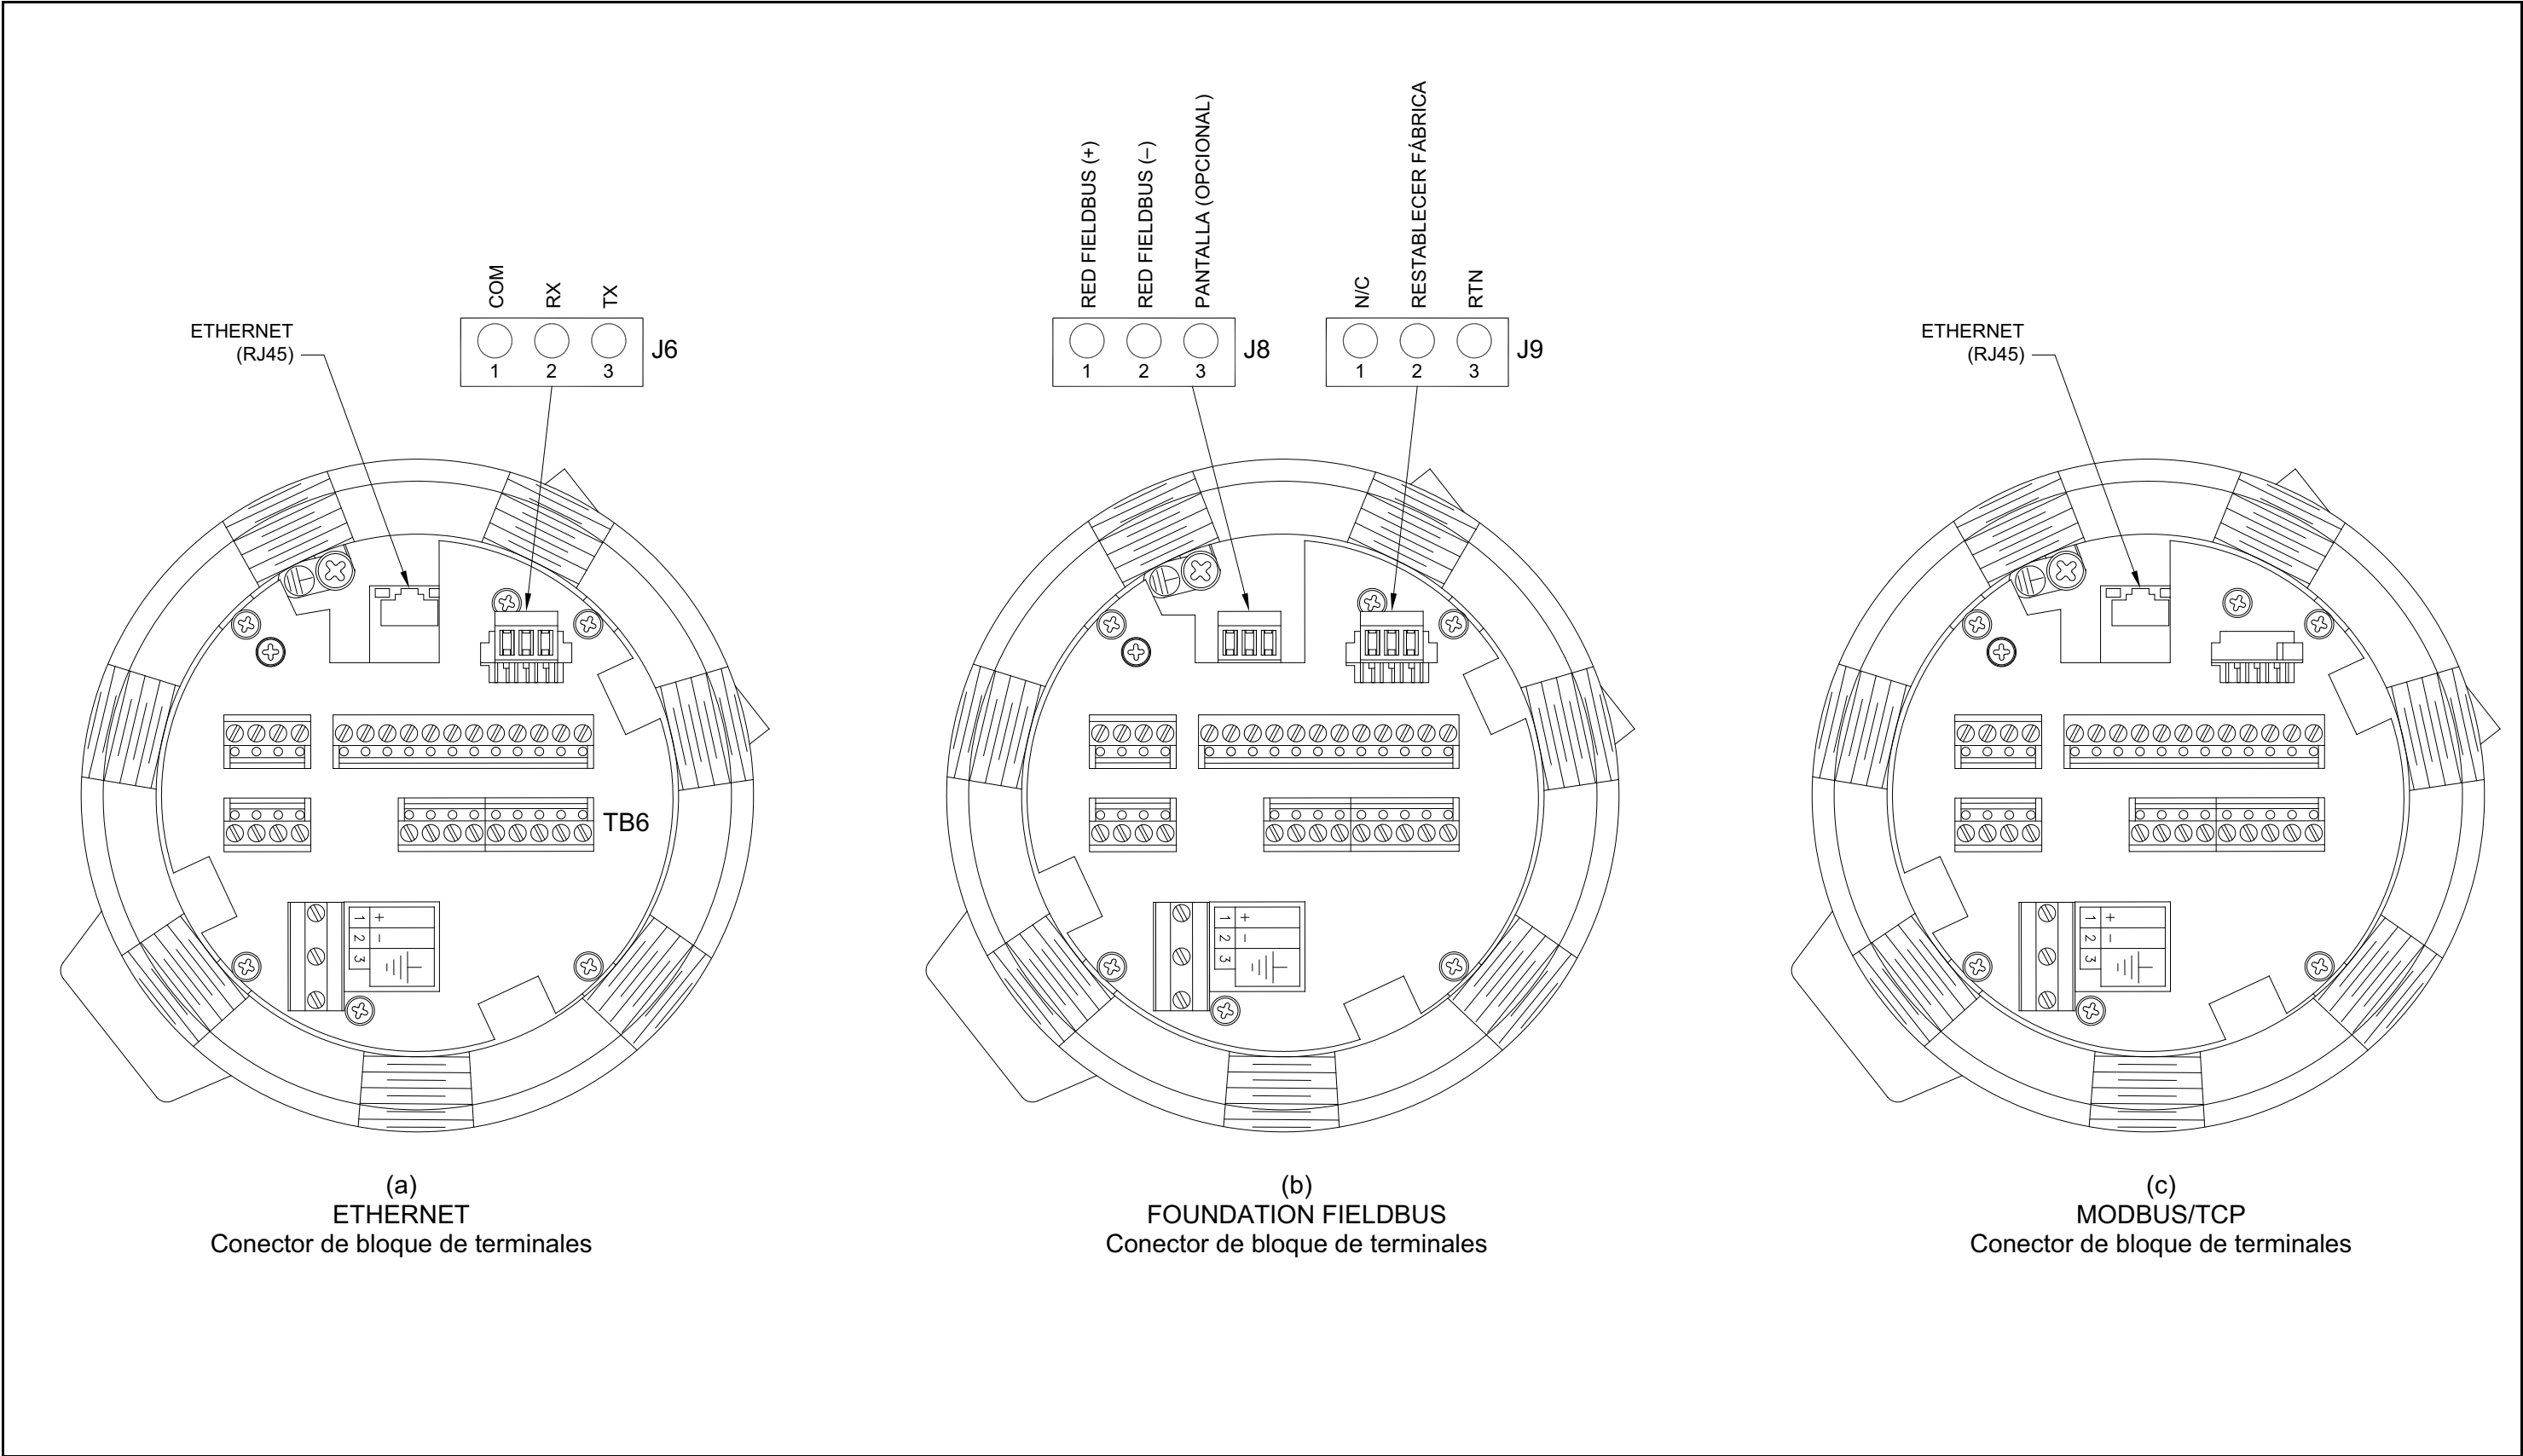 ETHERNET
(RJ45)
COM
RX
TX
1 2 3
J6
TB6
1 +
2 −
3
(a)
ETHERNET
Conector de bloque de terminales
RED FIELDBUS (+)
RED FIELDBUS (–)
PANTALLA (OPCIONAL)
1 2 3
J8
N/C
RESTABLECER FÁBRICA
RTN
1 2 3
J9
1 +
2 −
3
(b)
FOUNDATION FIELDBUS
Conector de bloque de terminales
ETHERNET
(RJ45)
1 +
2 −
3
(c)
MODBUS/TCP
Conector de bloque de terminales